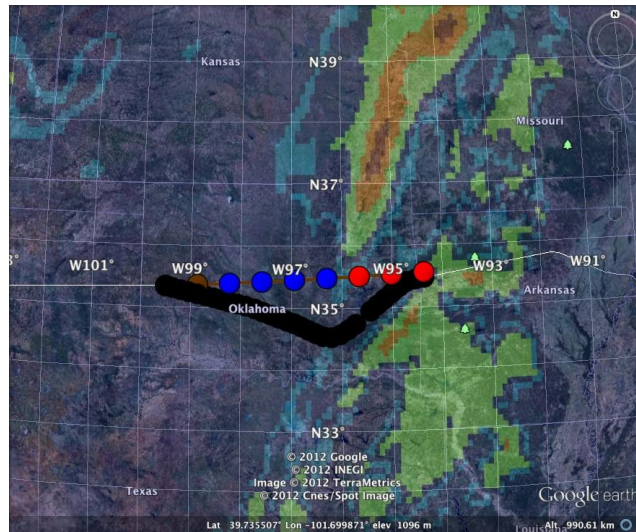 N
Kansas
N39°
Missouri
N37°
3°
W101°
W99°
W97°
W95°
W93°
W91°
Oklahoma
N35°
Arkansas
N33°
© 2012 Google
© 2012 INEGI
Image © 2012 TerraMetrics
© 2012 Cnes/Spot Image
Texas
Google earth
Louisiana
Lat 39.735507° Lon -101.699871° elev 1096 m
Alt 990.61 km